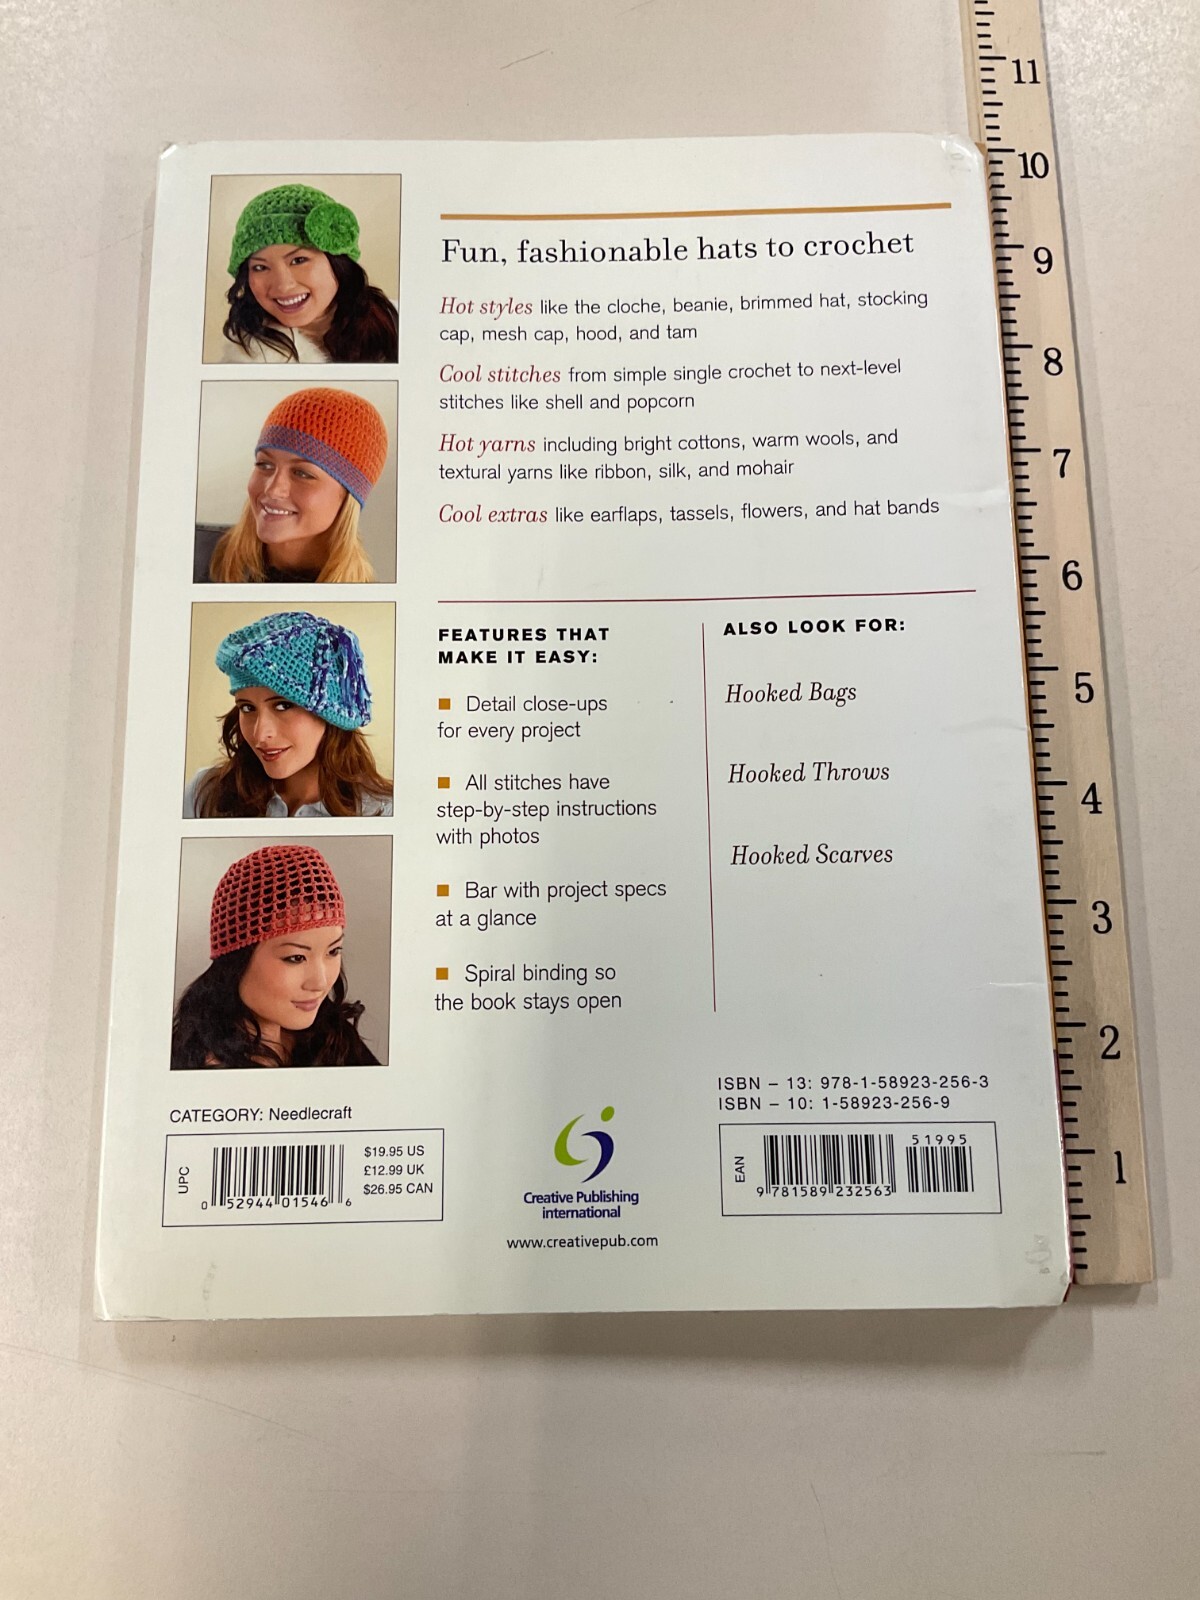 Fun, fashionable hats to crochet
Hot styles like the cloche, beanie, brimmed hat, stocking
cap, mesh cap, hood, and tam
Cool stitches from simple single crochet to next-level
stitches like shell and popcorn
Hot yarns including bright cottons, warm wools, and
textural yarns like ribbon, silk, and mohair
Cool extras like earflaps, tassels, flowers, and hat bands
FEATURES THAT
MAKE IT EASY:
■ Detail close-ups
for every project
■ All stitches have
step-by-step instructions
with photos
■ Bar with project specs
at a glance
■ Spiral binding so
the book stays open
ALSO LOOK FOR:
Hooked Bags
Hooked Throws
Hooked Scarves
CATEGORY: Needlecraft
UPC
0 52944 01546 6
$19.95 US
£12.99 UK
$26.95 CAN
Creative Publishing
international
www.creativepub.com
ISBN – 13: 978-1-58923-256-3
ISBN – 10: 1-58923-256-9
EAN
9 781589 232563
51995
11
10
9
8
7
6
5
4
3
2
1